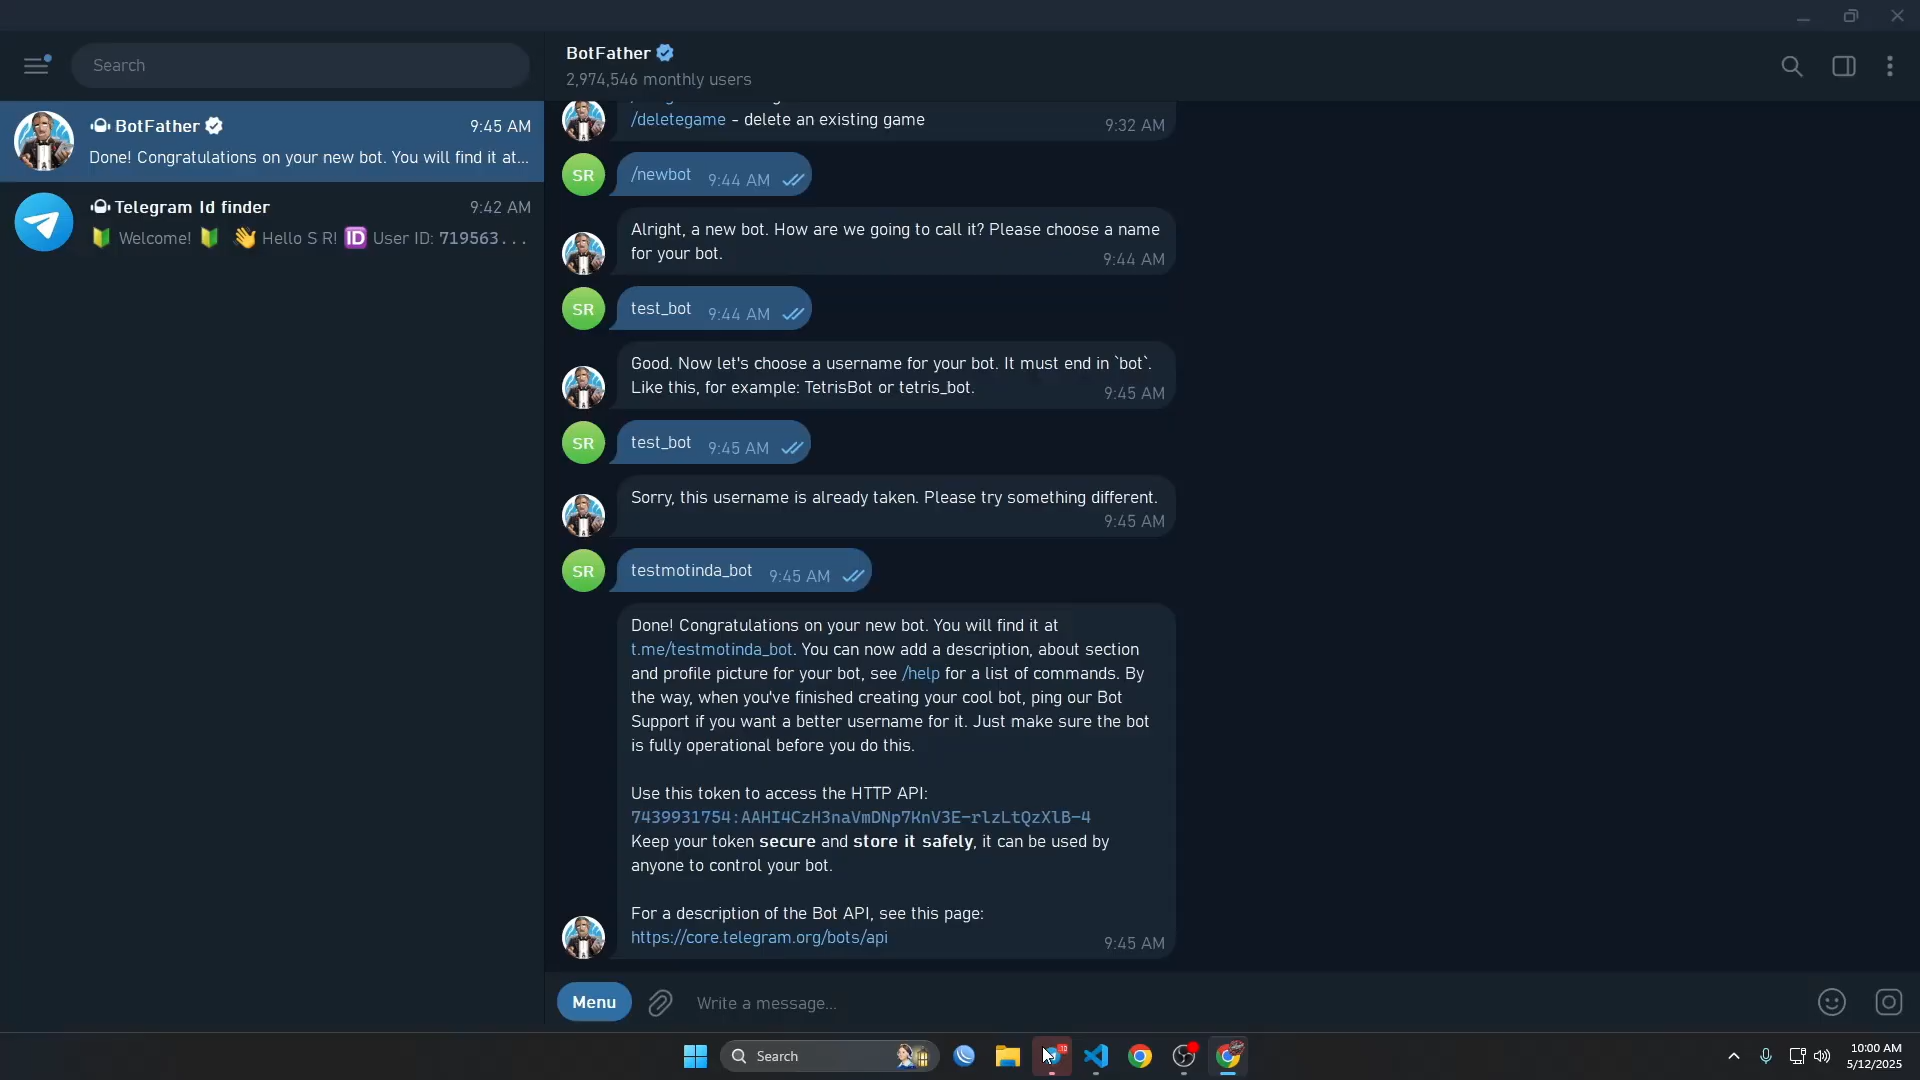 Search
BotFather
9:45 AM
Done! Congratulations on your new bot. You will find it at...
Telegram Id finder
9:42 AM
🔰 Welcome! 🔰 👋 Hello S R! 🆔 User ID: 719563...
BotFather
2,974,546 monthly users
/deletegame - delete an existing game
9:32 AM
SR
/newbot 9:44 AM
Alright, a new bot. How are we going to call it? Please choose a name
for your bot.
9:44 AM
SR
test_bot 9:44 AM
Good. Now let's choose a username for your bot. It must end in `bot`.
Like this, for example: TetrisBot or tetris_bot.
9:45 AM
SR
test_bot 9:45 AM
Sorry, this username is already taken. Please try something different.
9:45 AM
SR
testmotinda_bot 9:45 AM
Done! Congratulations on your new bot. You will find it at
t.me/testmotinda_bot. You can now add a description, about section
and profile picture for your bot, see /help for a list of commands. By
the way, when you've finished creating your cool bot, ping our Bot
Support if you want a better username for it. Just make sure the bot
is fully operational before you do this.
Use this token to access the HTTP API:
7439931754:AAHI4CzH3naVmDNp7KnV3E-rlzLtQzXlB-4
Keep your token secure and store it safely, it can be used by
anyone to control your bot.
For a description of the Bot API, see this page:
https://core.telegram.org/bots/api
9:45 AM
Menu
Write a message...
Search
10:00 AM
5/12/2025